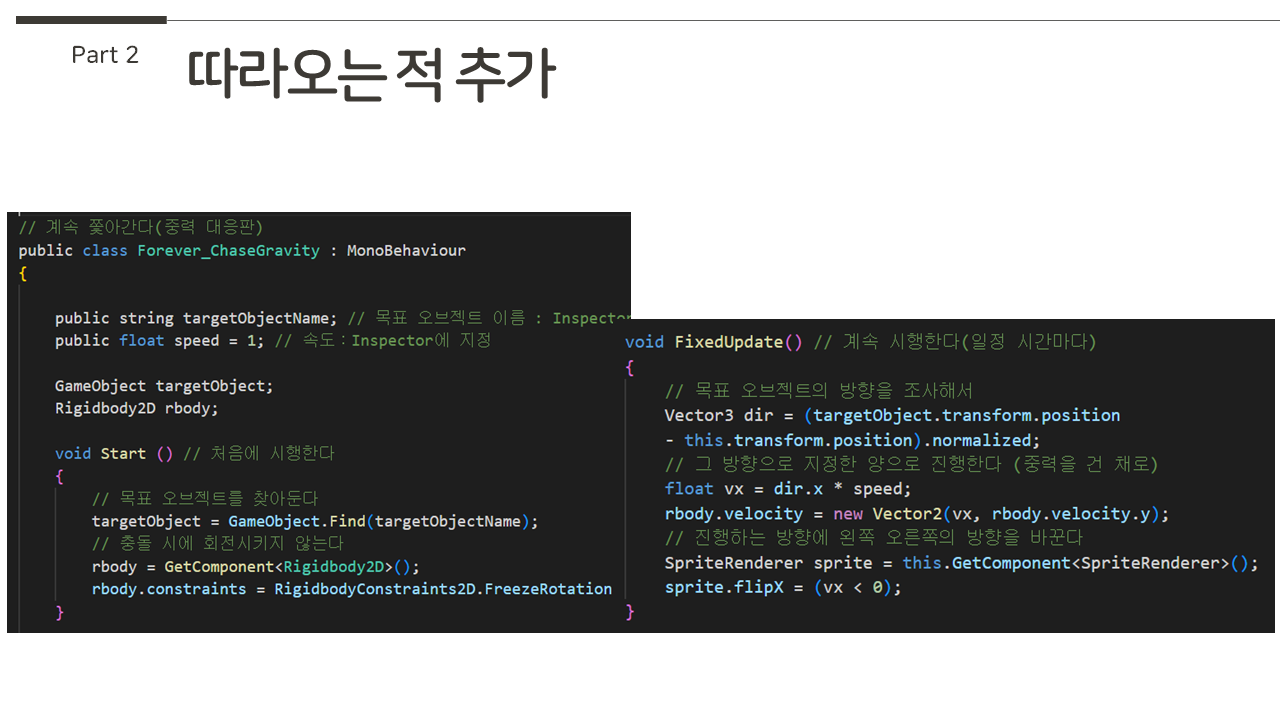 Part 2
따라오는 적 추가
// 계속 쫓아간다(중력 대응판)
public class Forever_ChaseGravity : MonoBehaviour
{
public string targetObjectName; // 목표 오브젝트 이름 : Inspector
public float speed = 1; // 속도 : Inspector에 지정
GameObject targetObject;
Rigidbody2D rbody;
void Start () // 처음에 시행한다
{
// 목표 오브젝트를 찾아둔다
targetObject = GameObject.Find(targetObjectName);
// 충돌 시에 회전시키지 않는다
rbody = GetComponent<Rigidbody2D>();
rbody.constraints = RigidbodyConstraints2D.FreezeRotation
}
void FixedUpdate() // 계속 시행한다(일정 시간마다)
{
// 목표 오브젝트의 방향을 조사해서
Vector3 dir = (targetObject.transform.position
- this.transform.position).normalized;
// 그 방향으로 지정한 양으로 진행한다 (중력을 건 채로)
float vx = dir.x * speed;
rbody.velocity = new Vector2(vx, rbody.velocity.y);
// 진행하는 방향에 왼쪽 오른쪽의 방향을 바꾼다
SpriteRenderer sprite = this.GetComponent<SpriteRenderer>();
sprite.flipX = (vx < 0);
}